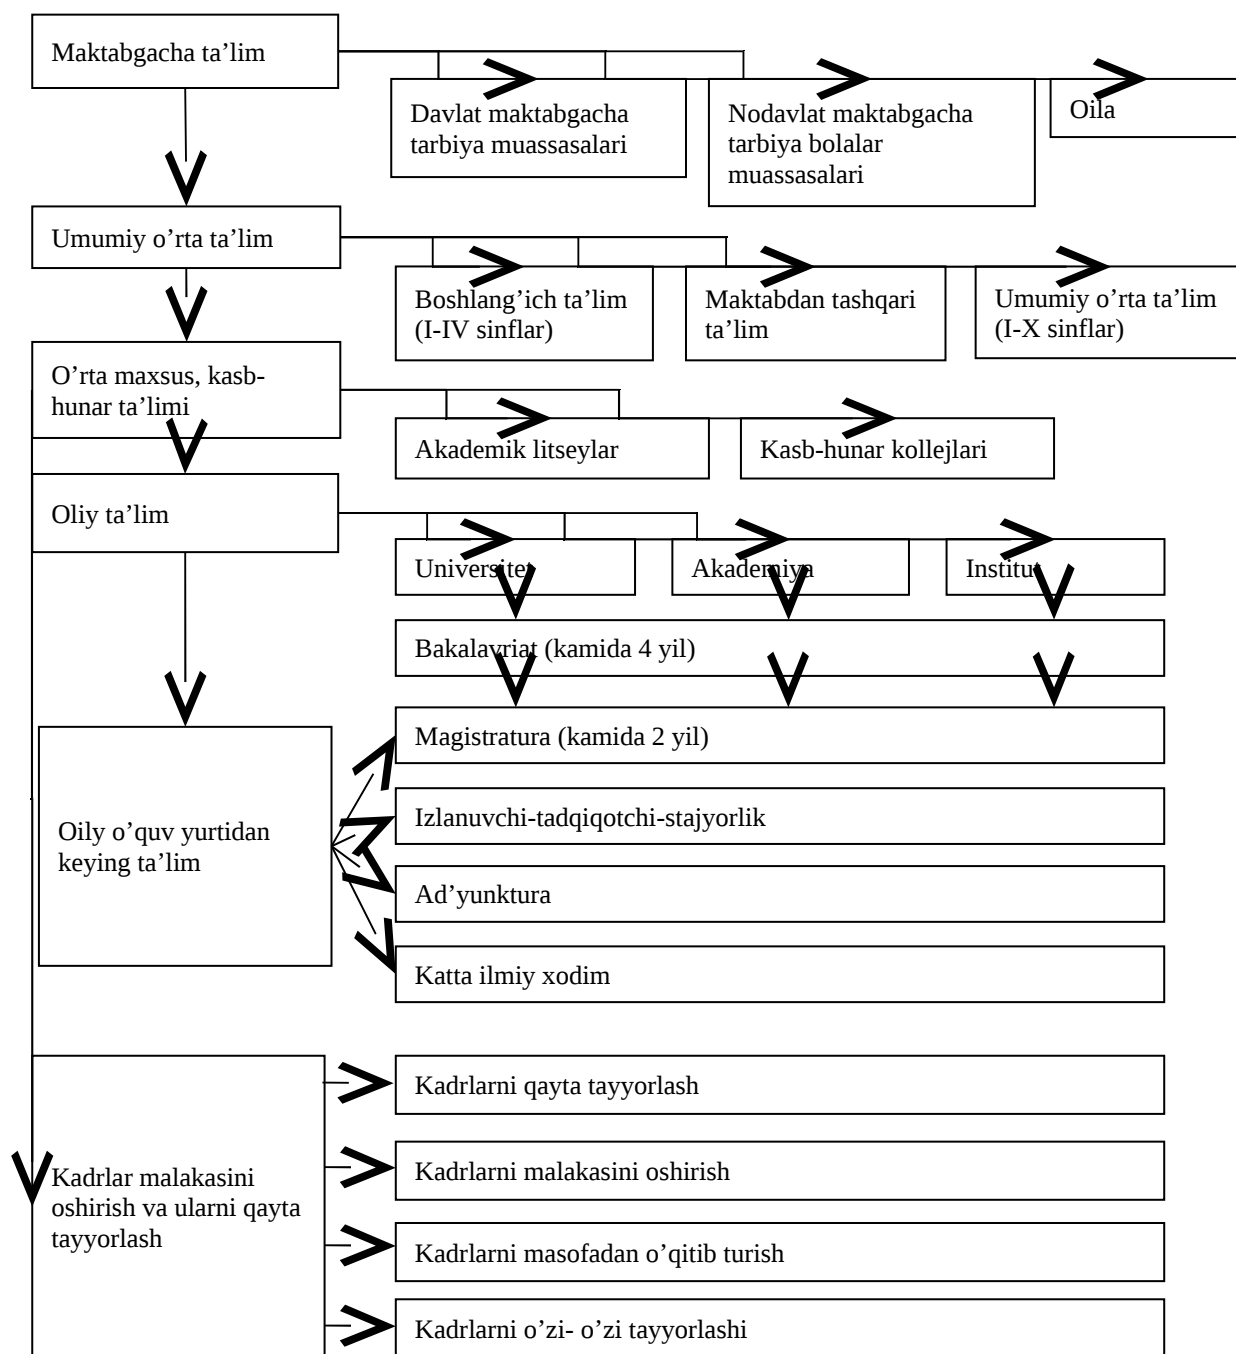 Maktabgacha ta’lim
Davlat maktabgacha
tarbiya muassasalari
Nodavlat maktabgacha
tarbiya bolalar
muassasalari
Oila
Umumiy o’rta ta’lim
Boshlang’ich ta’lim
(I-IV sinflar)
Maktabdan tashqari
ta’lim
Umumiy o’rta ta’lim
(I-X sinflar)
O’rta maxsus, kasb-
hunar ta’limi
Akademik litseylar
Kasb-hunar kollejlari
Oliy ta’lim
Universitet
Akademiya
Institut
Bakalavriat (kamida 4 yil)
Magistratura (kamida 2 yil)
Oily o’quv yurtidan
keying ta’lim
Izlanuvchi-tadqiqotchi-stajyorlik
Ad’yunktura
Katta ilmiy xodim
Kadrlar malakasini
oshirish va ularni qayta
tayyorlash
Kadrlarni qayta tayyorlash
Kadrlarni malakasini oshirish
Kadrlarni masofadan o’qitib turish
Kadrlarni o’zi- o’zi tayyorlashi